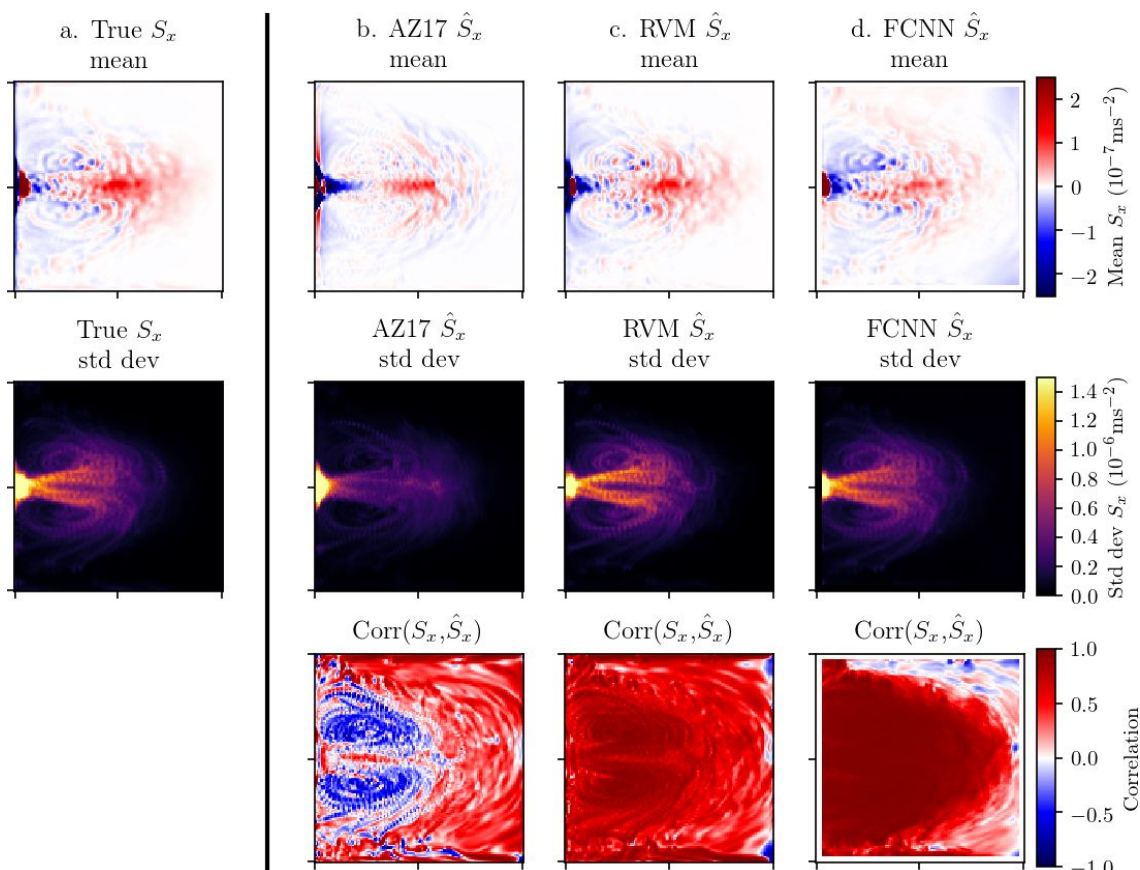 a. True $S_x$
mean
b. AZ17 $\hat{S}_x$
mean
c. RVM $\hat{S}_x$
mean
d. FCNN $\hat{S}_x$
mean
2
1
0
−1
−2
Mean $S_x$ ($10^{-7}$ms$^{-2}$)
True $S_x$
std dev
AZ17 $\hat{S}_x$
std dev
RVM $\hat{S}_x$
std dev
FCNN $\hat{S}_x$
std dev
1.4
1.2
1.0
0.8
0.6
0.4
0.2
0.0
Std dev $S_x$ ($10^{-6}$ms$^{-2}$)
Corr($S_x$,$\hat{S}_x$)
Corr($S_x$,$\hat{S}_x$)
Corr($S_x$,$\hat{S}_x$)
1.0
0.5
0.0
−0.5
−1.0
Correlation